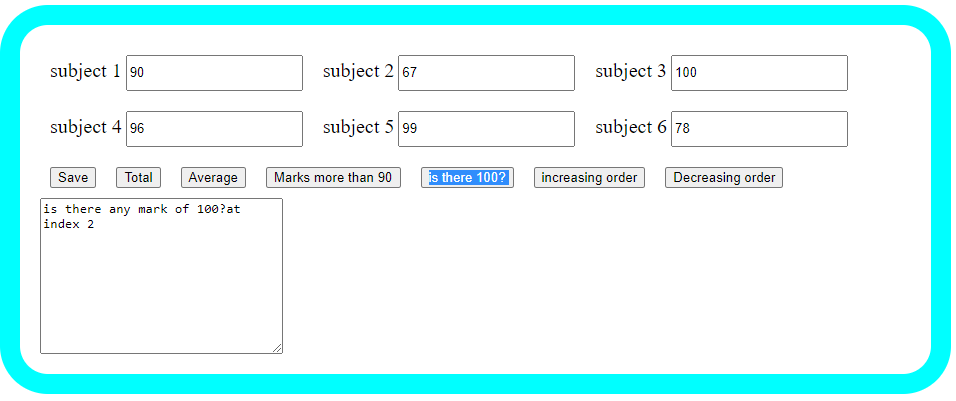 subject 1 90 subject 2 67 subject 3 100
subject 4 96 subject 5 99 subject 6 78
Save Total Average Marks more than 90 is there 100? increasing order Decreasing order
is there any mark of 100?at
index 2